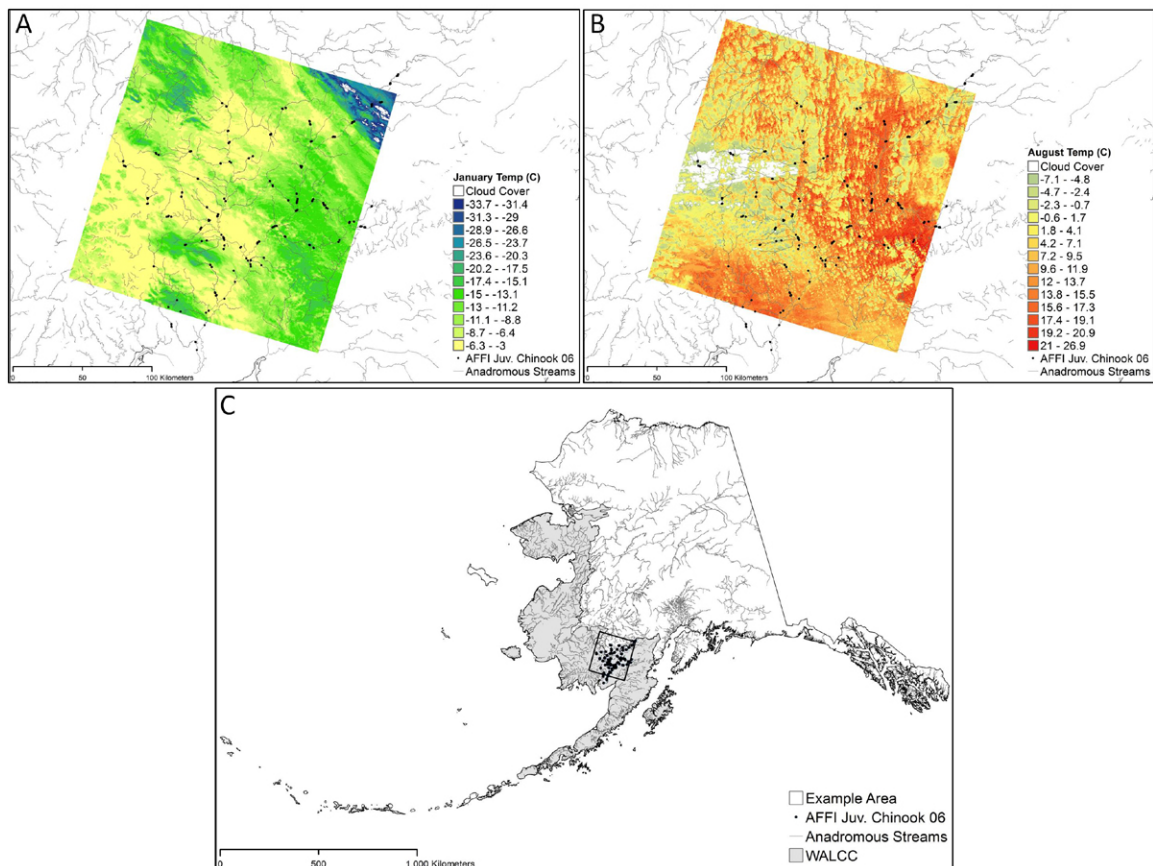 A
January Temp (C)
Cloud Cover
-33.7 - -31.4
-31.3 - -29
-28.9 - -26.6
-26.5 - -23.7
-23.6 - -20.3
-20.2 - -17.5
-17.4 - -15.1
-15 - -13.1
-13 - -11.2
-11.1 - -8.8
-8.7 - -6.4
-6.3 - -3
AFFI Juv. Chinook 06
Anadromous Streams
0 50 100 Kilometers
B
August Temp (C)
Cloud Cover
-7.1 - -4.8
-4.7 - -2.4
-2.3 - -0.7
-0.6 - 1.7
1.8 - 4.1
4.2 - 7.1
7.2 - 9.5
9.6 - 11.9
12 - 13.7
13.8 - 15.5
15.6 - 17.3
17.4 - 19.1
19.2 - 20.9
21 - 26.9
AFFI Juv. Chinook 06
Anadromous Streams
0 50 100 Kilometers
C
Example Area
AFFI Juv. Chinook 06
Anadromous Streams
WALCC
0 500 1,000 Kilometers